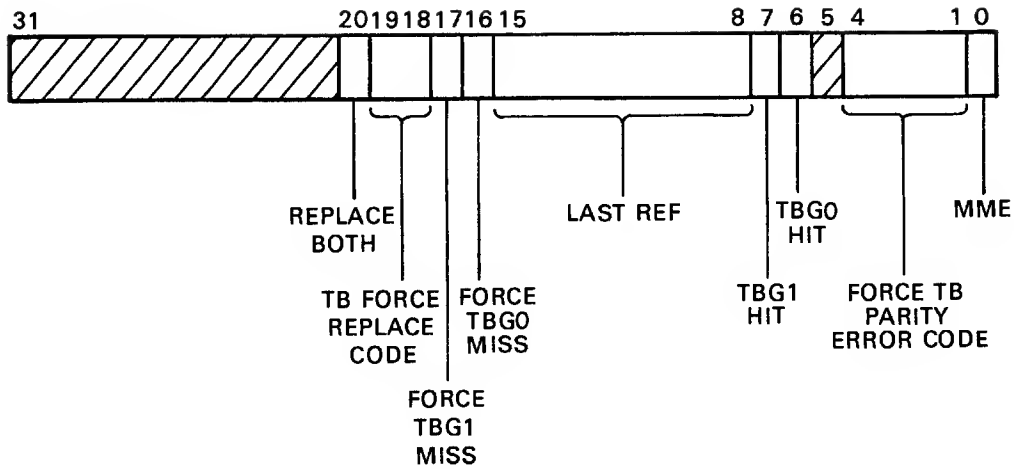 31 20 19 18 17 16 15 8 7 6 5 4 1 0
REPLACE
BOTH
LAST REF
TBG0
HIT
MME
TB FORCE
REPLACE
CODE
FORCE
TBG0
MISS
TBG1
HIT
FORCE TB
PARITY
ERROR CODE
FORCE
TBG1
MISS